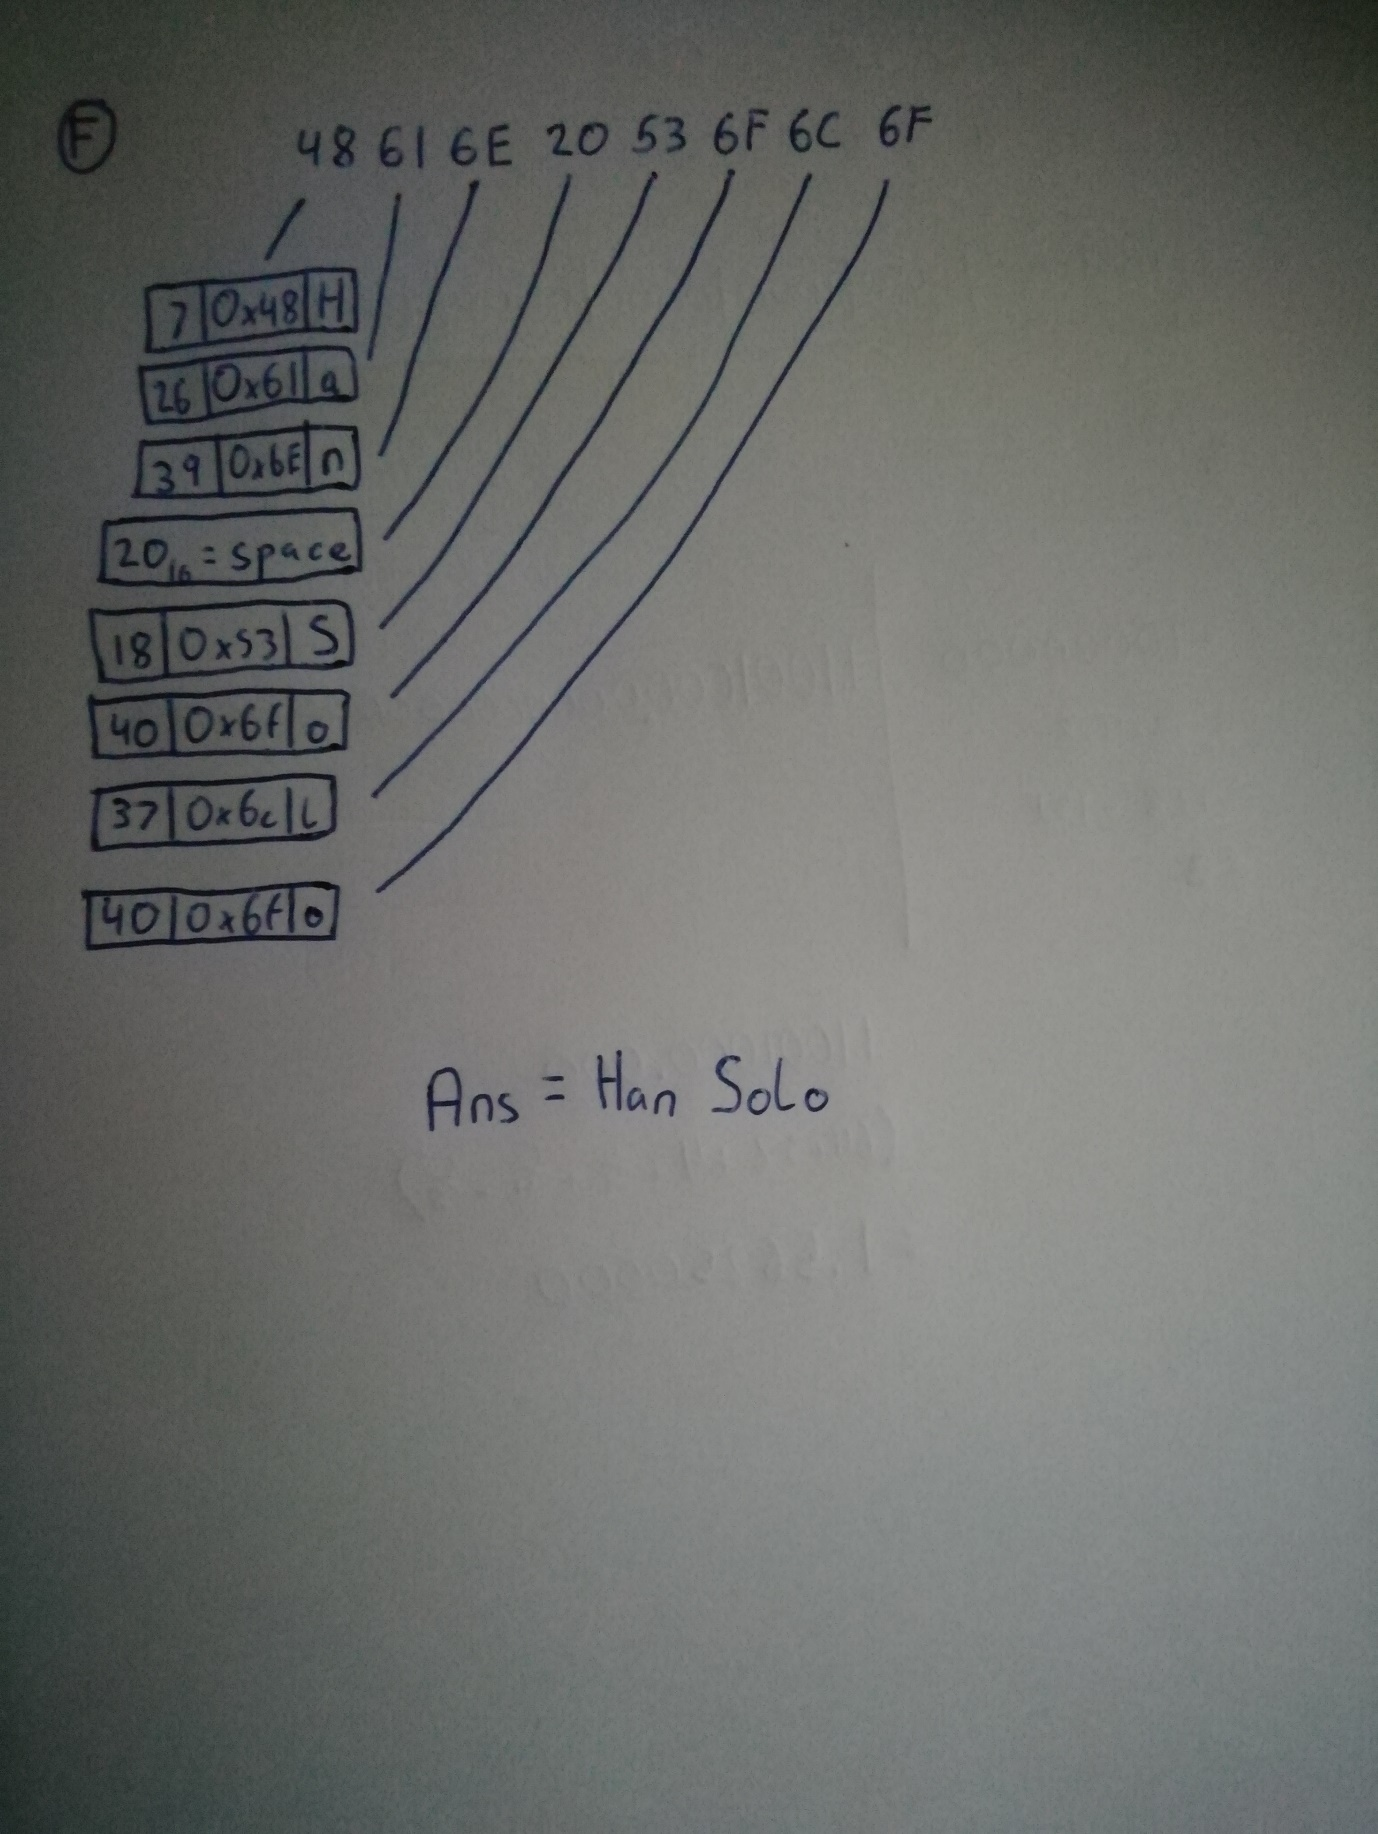 F 48 61 6E 20 53 6F 6C 6F
7 0x48 H
26 0x61 a
39 0x6E n
20₁₆ = space
18 0x53 S
40 0x6f o
37 0x6c L
40 0x6f o
Ans = Han SoLo